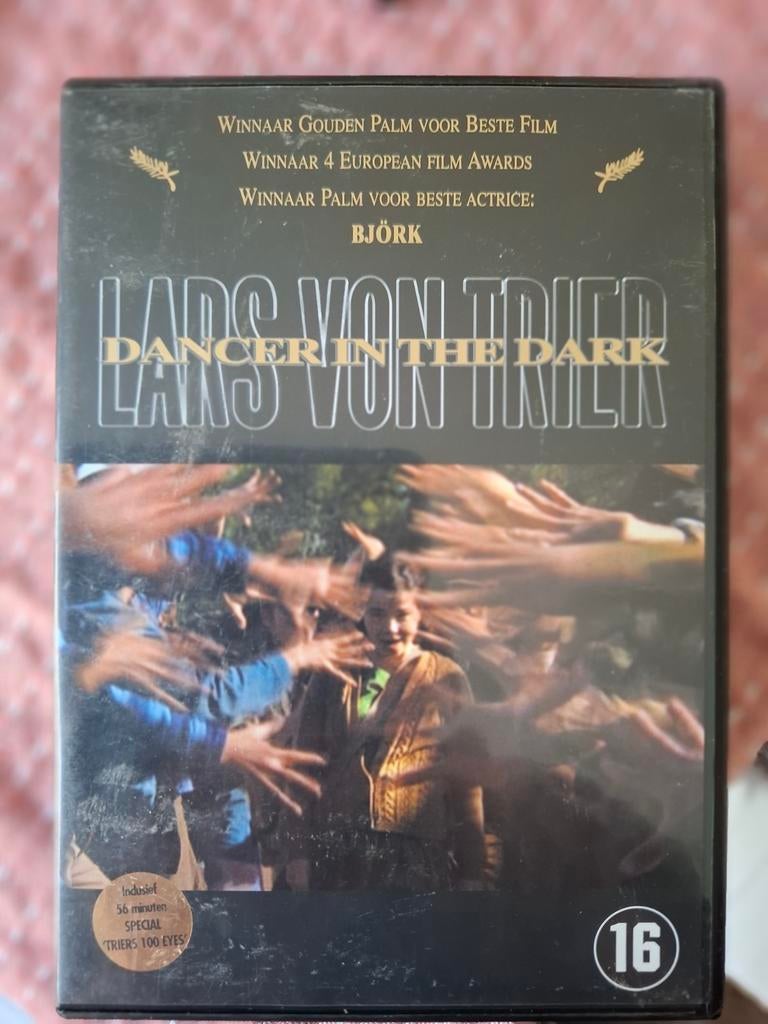 WINNAAR GOUDEN PALM VOOR BESTE FILM
WINNAAR 4 EUROPEAN FILM AWARDS
WINNAAR PALM VOOR BESTE ACTRICE:
BJÖRK
LARS VON TRIER
DANCER IN THE DARK
Inclusief
56 minuten
SPECIAL
'TRIERS 100 EYES'
16